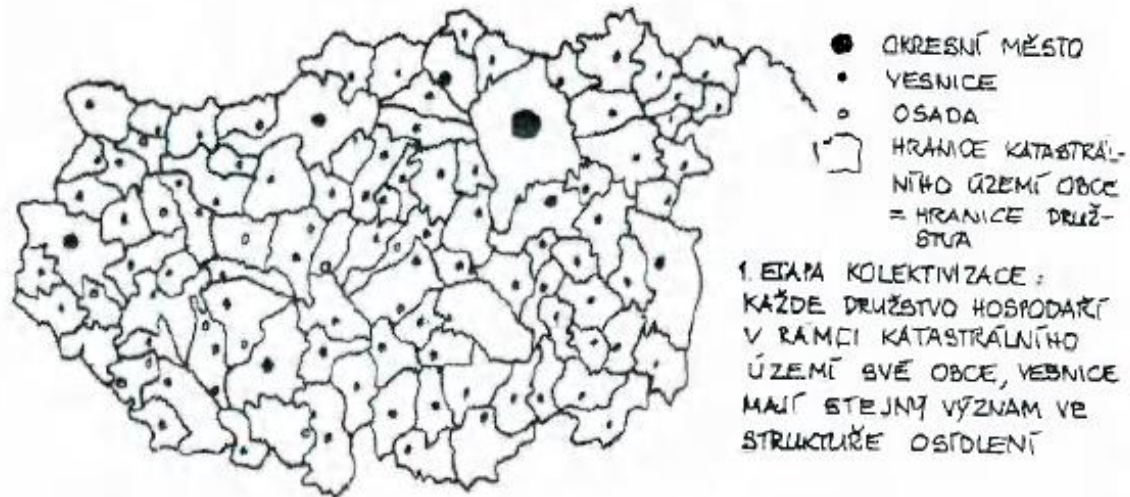 OKRESNÍ MĚSTO
VESNICE
OSADA
HRANICE KATASTRÁL-
NÍHO ÚZEMÍ OBCE
= HRANICE DRUŽ-
STVA
1. ETAPA KOLEKTIVIZACE:
KAŽDE DRUŽSTVO HOSPODAŘÍ
V RÁMCI KATASTRÁLNÍHO
ÚZEMÍ SVÉ OBCE, VESNICE
MAJÍ STEJNÝ VÝZNAM VE
STRUKTUŘE OSÍDLENÍ